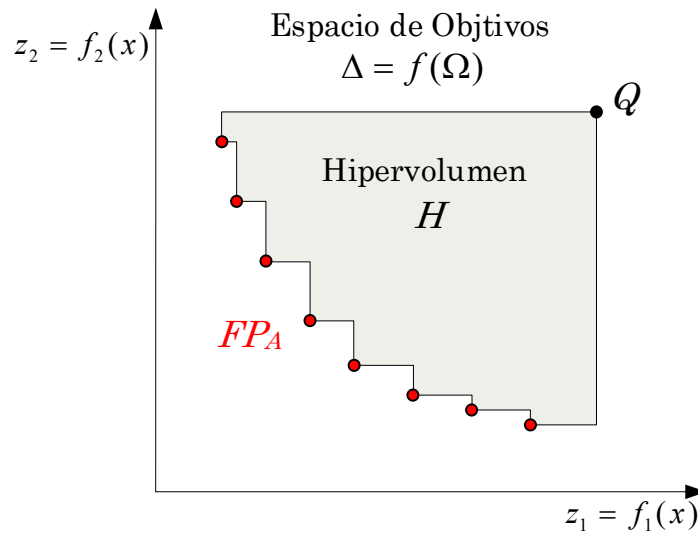 Espacio de Objtivos
z₂ = f₂(x)
Δ = f(Ω)
Q
Hipervolumen
H
FP_A
z₁ = f₁(x)